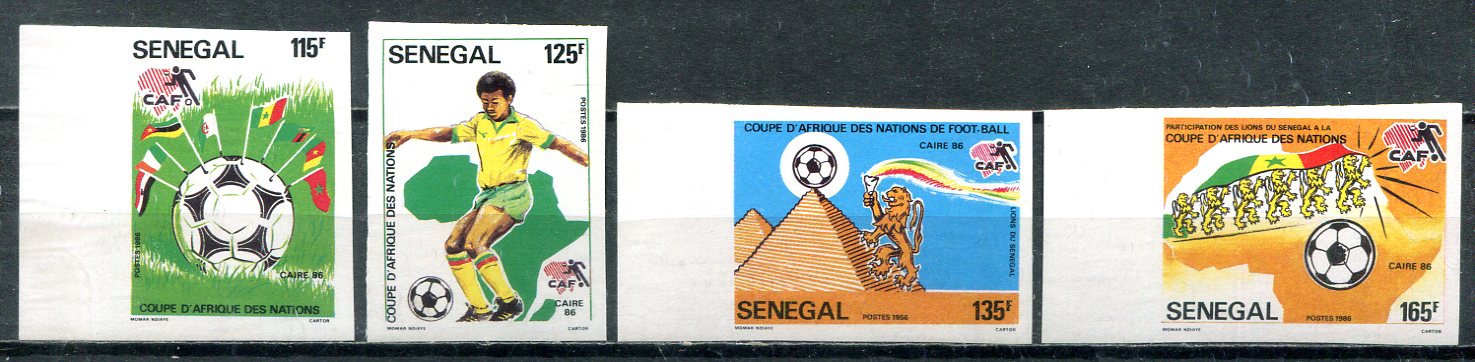 SENEGAL 115F
CAF
POSTES 1986
CAIRE 86
COUPE D'AFRIQUE DES NATIONS
MOMAR NDIAYE CARTOR
SENEGAL 125F
POSTES 1986
COUPE D'AFRIQUE DES NATIONS
CAF
CAIRE
86
MOMAR NDIAYE CARTOR
COUPE D'AFRIQUE DES NATIONS DE FOOT-BALL
CAIRE 86
CAF
LIONS DU SENEGAL
SENEGAL POSTES 1956 135F
MOMAR NDIAYE CARTOR
PARTICIPATION DES LIONS DU SENEGAL A LA
COUPE D'AFRIQUE DES NATIONS
CAF
CAIRE 86
SENEGAL POSTES 1986 165F
MOMAR NDIAYE CARTOR